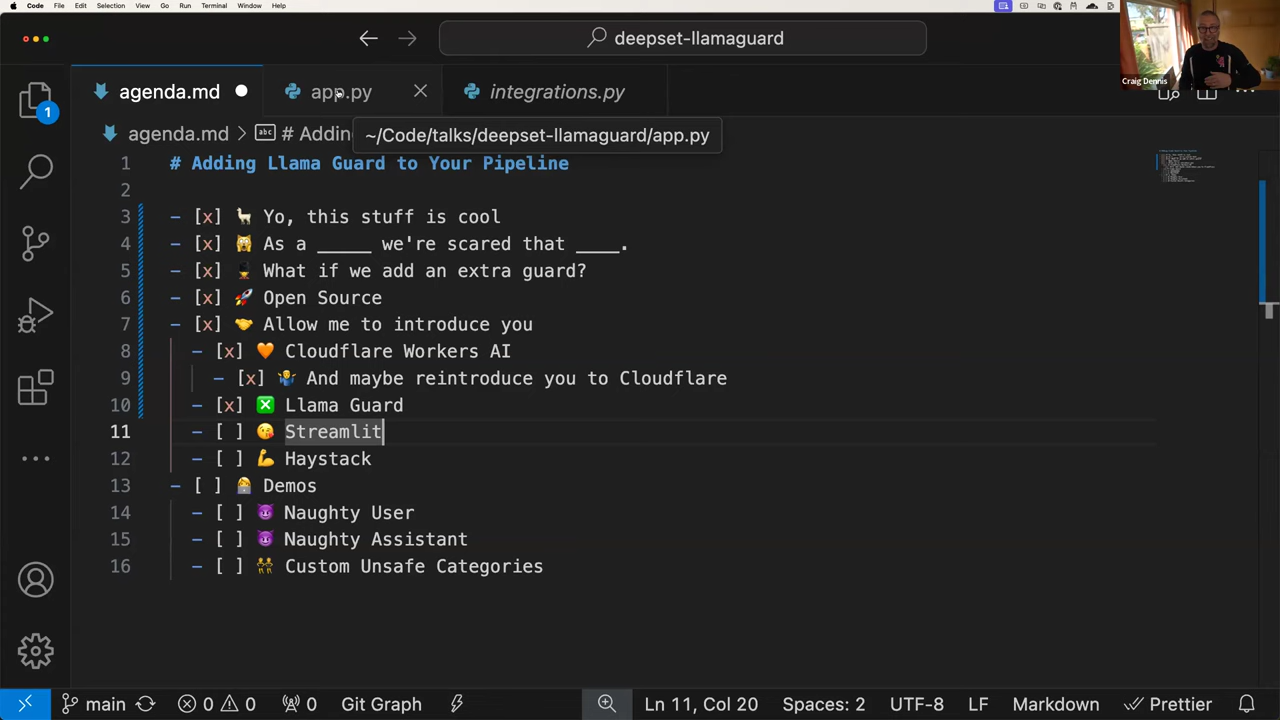 Code File Edit Selection View Go Run Terminal Window Help
deepset-llamaguard
Craig Dennis
agenda.md app.py integrations.py
1
agenda.md > abc # Adding
~/Code/talks/deepset-llamaguard/app.py
1 # Adding Llama Guard to Your Pipeline
2
3 - [x] 🦙 Yo, this stuff is cool
4 - [x] 🙀 As a _____ we're scared that ____.
5 - [x] 💂🏿 What if we add an extra guard?
6 - [x] 🚀 Open Source
7 - [x] 🤝 Allow me to introduce you
8 - [x] 🧡 Cloudflare Workers AI
9 - [x] 🤷‍♂️ And maybe reintroduce you to Cloudflare
10 - [x] ❎ Llama Guard
11 - [ ] 😘 Streamlit
12 - [ ] 💪 Haystack
13 - [ ] 👩‍💻 Demos
14 - [ ] 😈 Naughty User
15 - [ ] 😈 Naughty Assistant
16 - [ ] 👯 Custom Unsafe Categories
main 0 0 0 Git Graph Ln 11, Col 20 Spaces: 2 UTF-8 LF Markdown Prettier